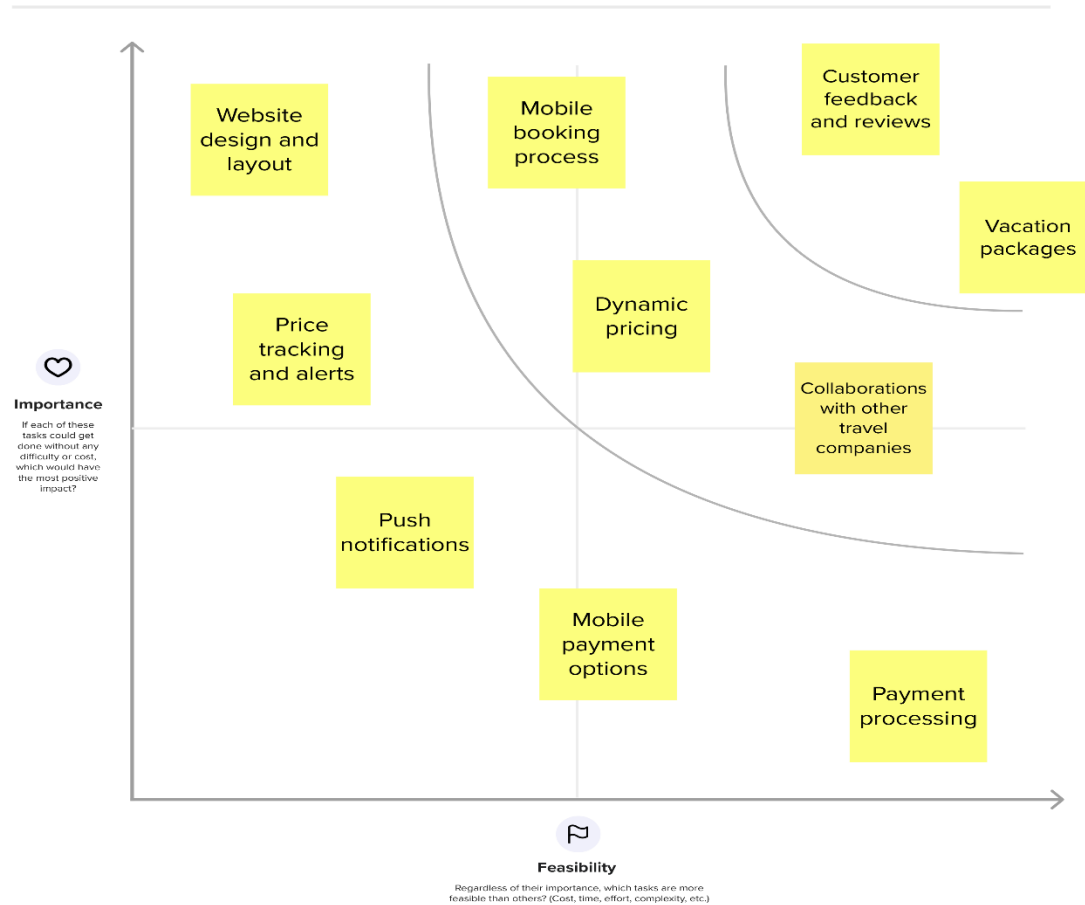 Website
design and
layout
Mobile
booking
process
Customer
feedback
and reviews
Vacation
packages
Price
tracking
and alerts
Dynamic
pricing
Collaborations
with other
travel
companies
Importance
If each of these
tasks could get
done without any
difficulty or cost,
which would have
the most positive
impact?
Push
notifications
Mobile
payment
options
Payment
processing
Feasibility
Regardless of their importance, which tasks are more
feasible than others? (Cost, time, effort, complexity, etc.)